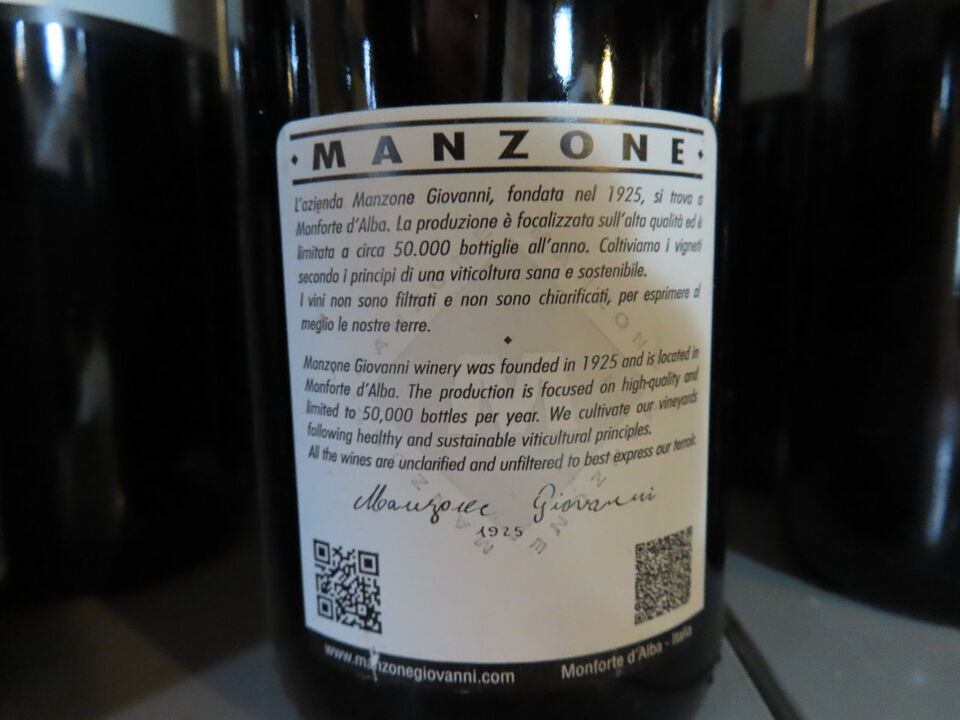 MANZONE
L'azienda Manzone Giovanni, fondata nel 1925, si trova a
Monforte d'Alba. La produzione è focalizzata sull'alta qualità ed è
limitata a circa 50.000 bottiglie all'anno. Coltiviamo i vigneti
secondo i principi di una viticoltura sana e sostenibile.
I vini non sono filtrati e non sono chiarificati, per esprimere al
meglio le nostre terre.
Manzone Giovanni winery was founded in 1925 and is located in
Monforte d'Alba. The production is focused on high-quality and
limited to 50,000 bottles per year. We cultivate our vineyards
following healthy and sustainable viticultural principles.
All the wines are unclarified and unfiltered to best express our terroir.
Manzone Giovanni
1925
www.manzonegiovanni.com
Monforte d'Alba - Italia